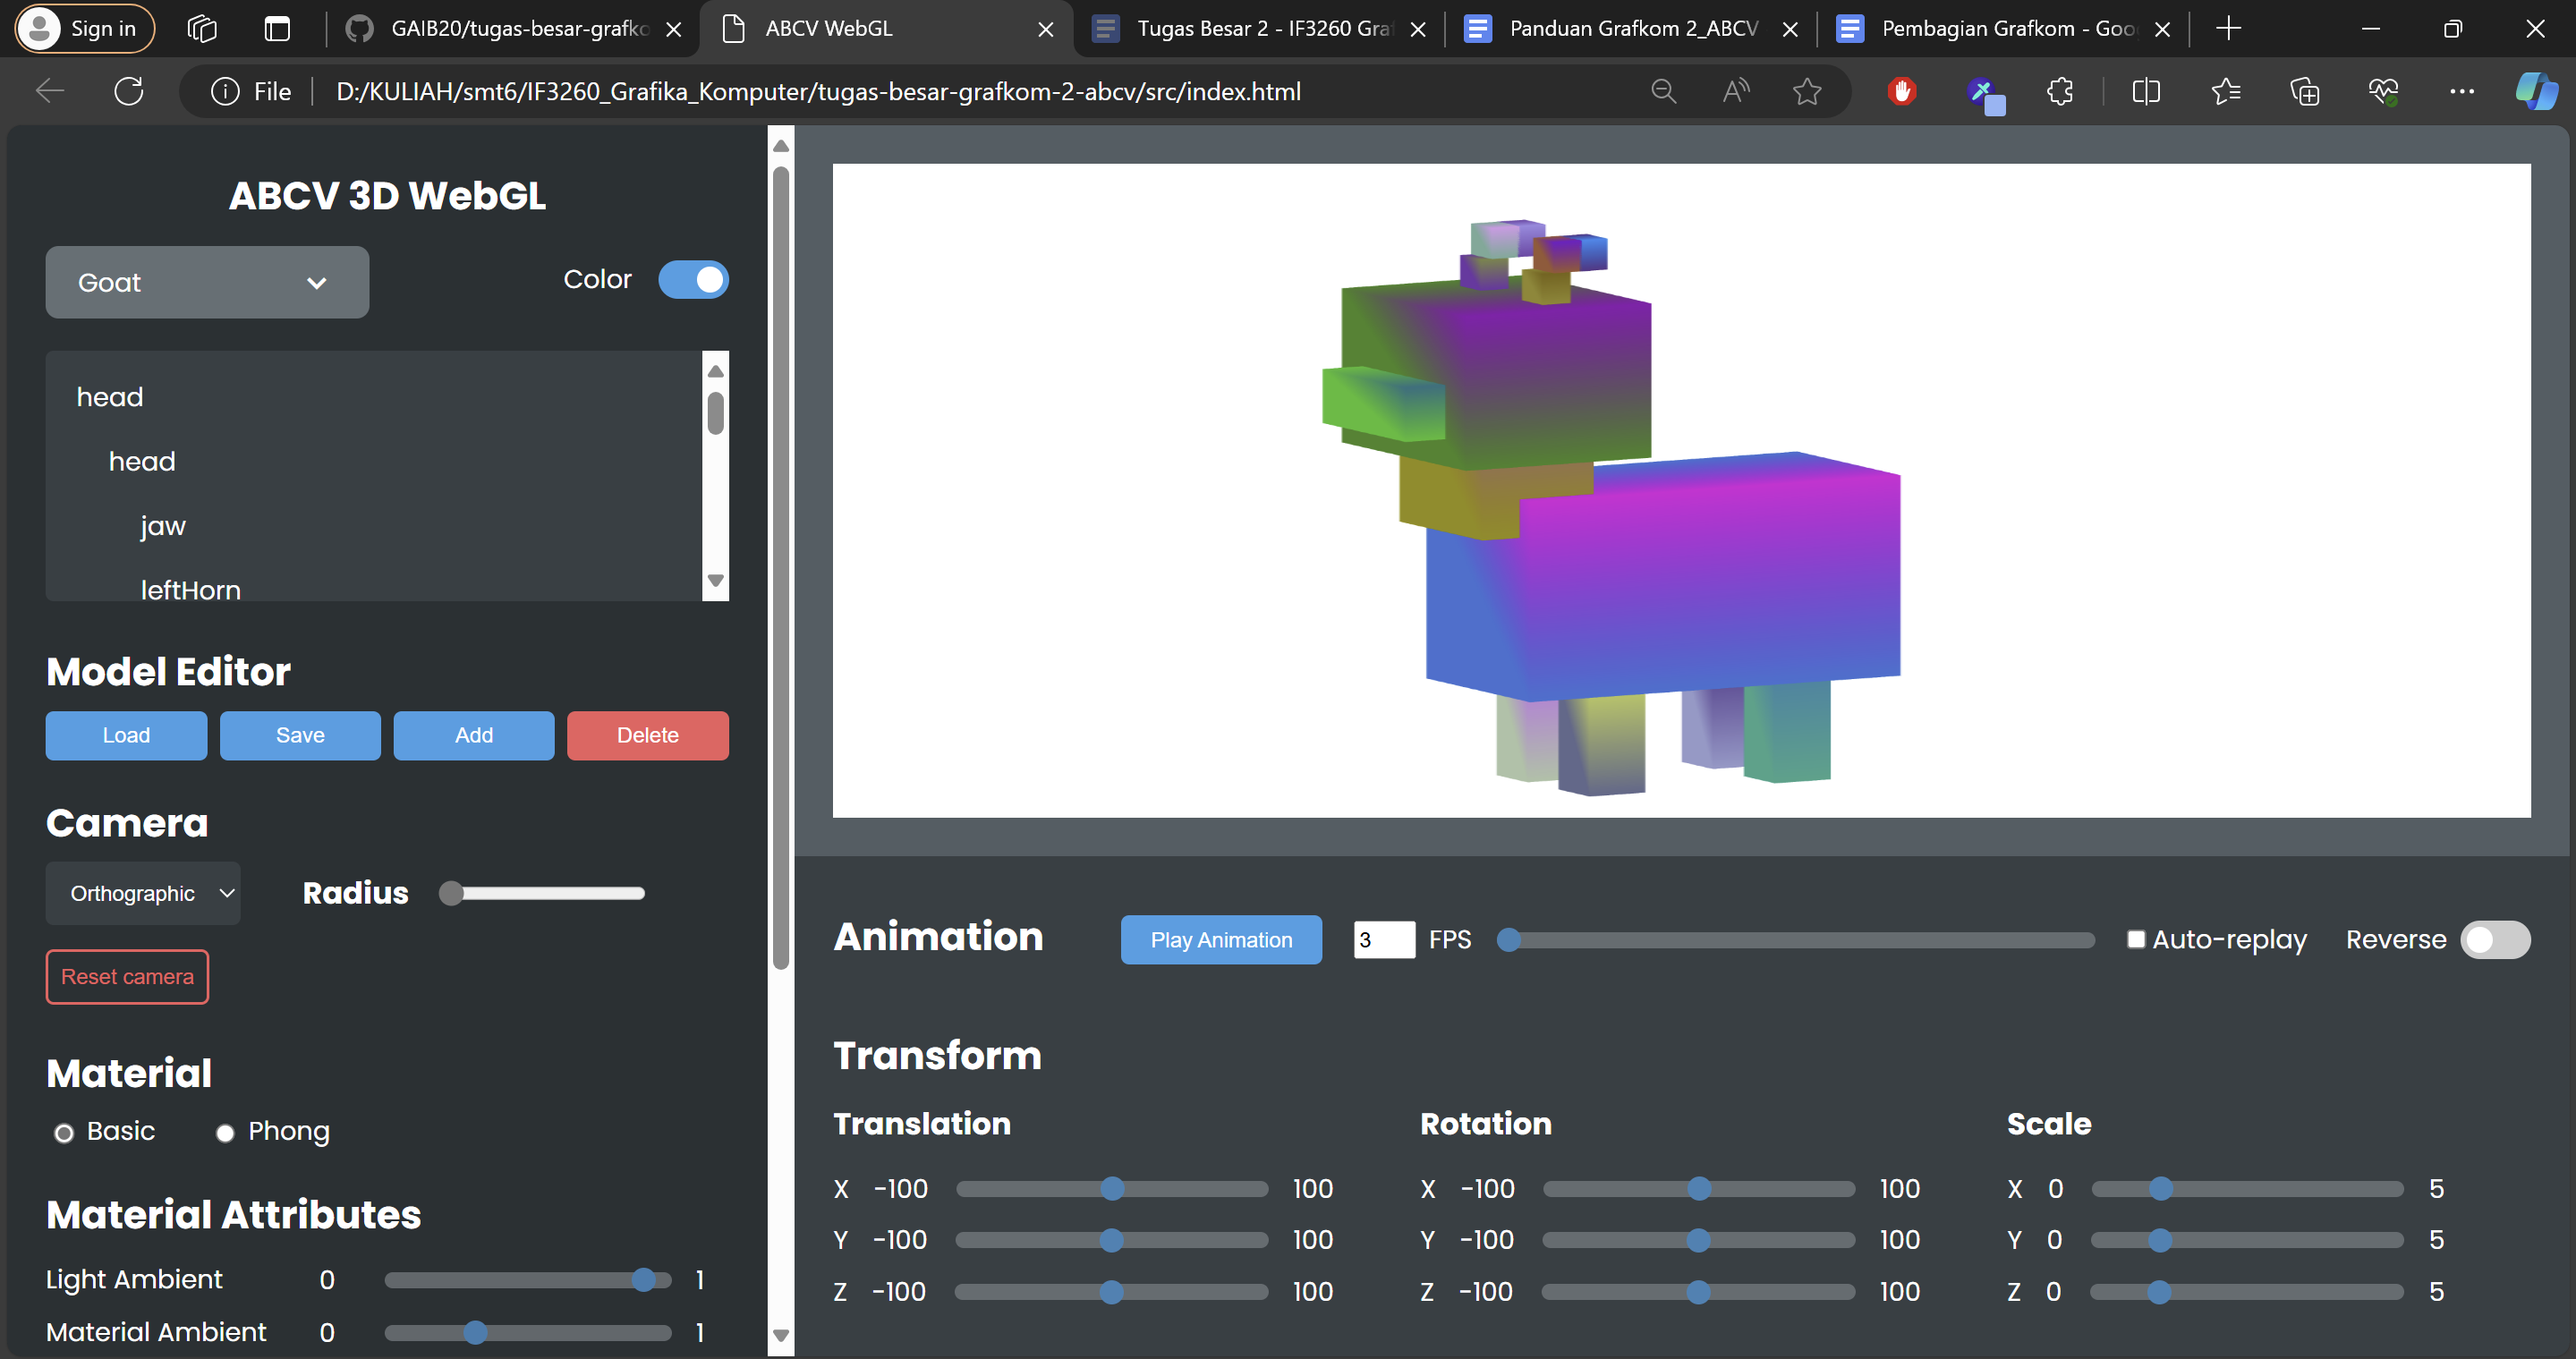 Sign in
GAIB20/tugas-besar-grafko
ABCV WebGL
Tugas Besar 2 - IF3260 Gra
Panduan Grafkom 2_ABCV
Pembagian Grafkom - Goo
File
D:/KULIAH/smt6/IF3260_Grafika_Komputer/tugas-besar-grafkom-2-abcv/src/index.html
ABCV 3D WebGL
Goat
Color
head
head
jaw
leftHorn
Model Editor
Load Save Add Delete
Camera
Orthographic
Radius
Reset camera
Material
Basic Phong
Material Attributes
Light Ambient 0 1
Material Ambient 0 1
Animation Play Animation 3 FPS Auto-replay Reverse
Transform
Translation
X -100 100
Y -100 100
Z -100 100
Rotation
X -100 100
Y -100 100
Z -100 100
Scale
X 0 5
Y 0 5
Z 0 5